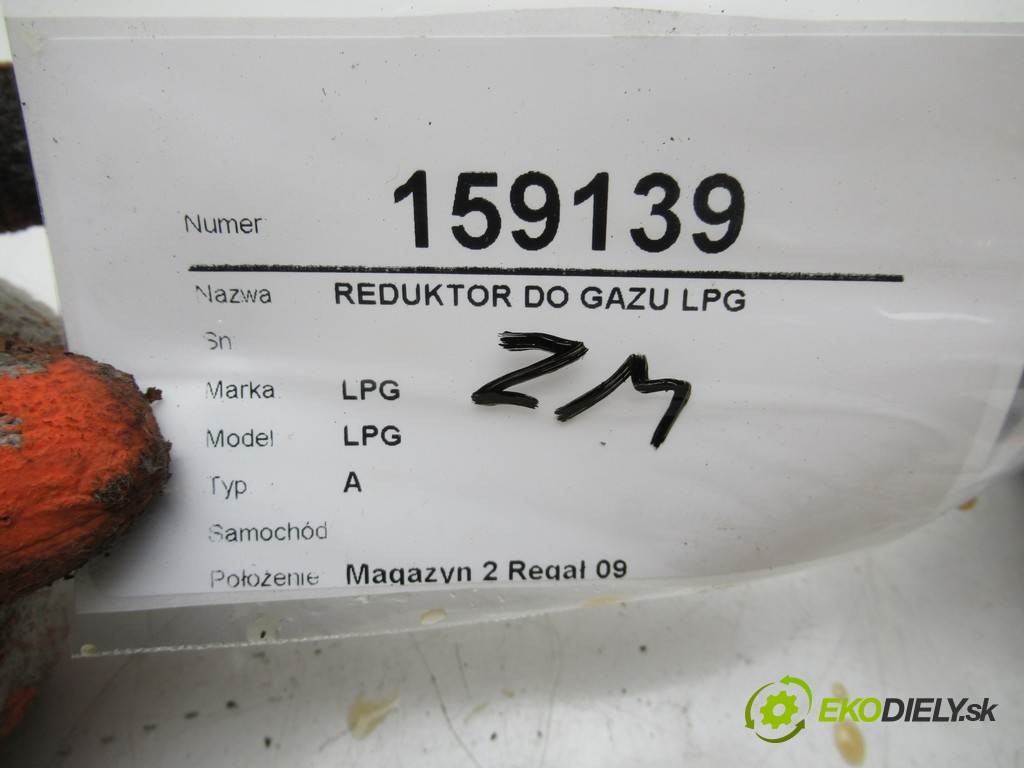 Numer 159139
Nazwa REDUKTOR DO GAZU LPG
Sn
ZM
Marka LPG
Model LPG
Typ A
Samochód
Położenie Magazyn 2 Regał 09
EKODIELY.sk